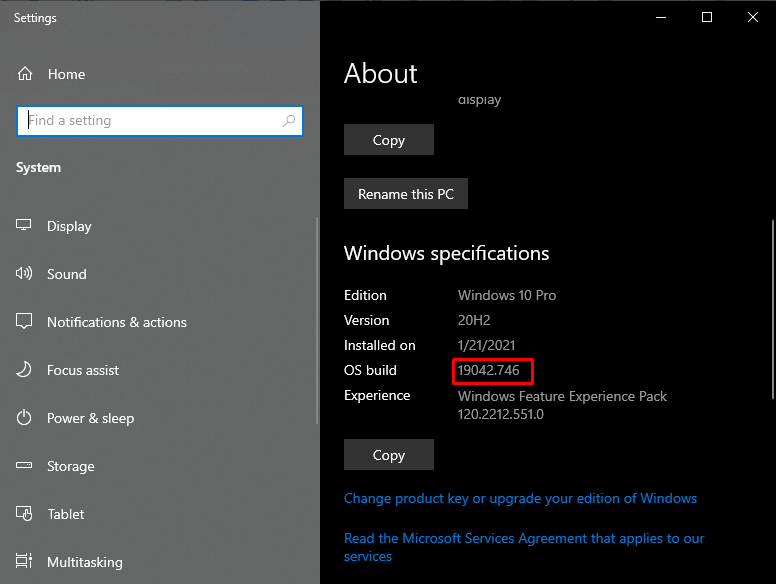 Settings
Home
Find a setting
System
Display
Sound
Notifications & actions
Focus assist
Power & sleep
Storage
Tablet
Multitasking
About
display
Copy
Rename this PC
Windows specifications
Edition Windows 10 Pro
Version 20H2
Installed on 1/21/2021
OS build 19042.746
Experience Windows Feature Experience Pack
120.2212.551.0
Copy
Change product key or upgrade your edition of Windows
Read the Microsoft Services Agreement that applies to our
services